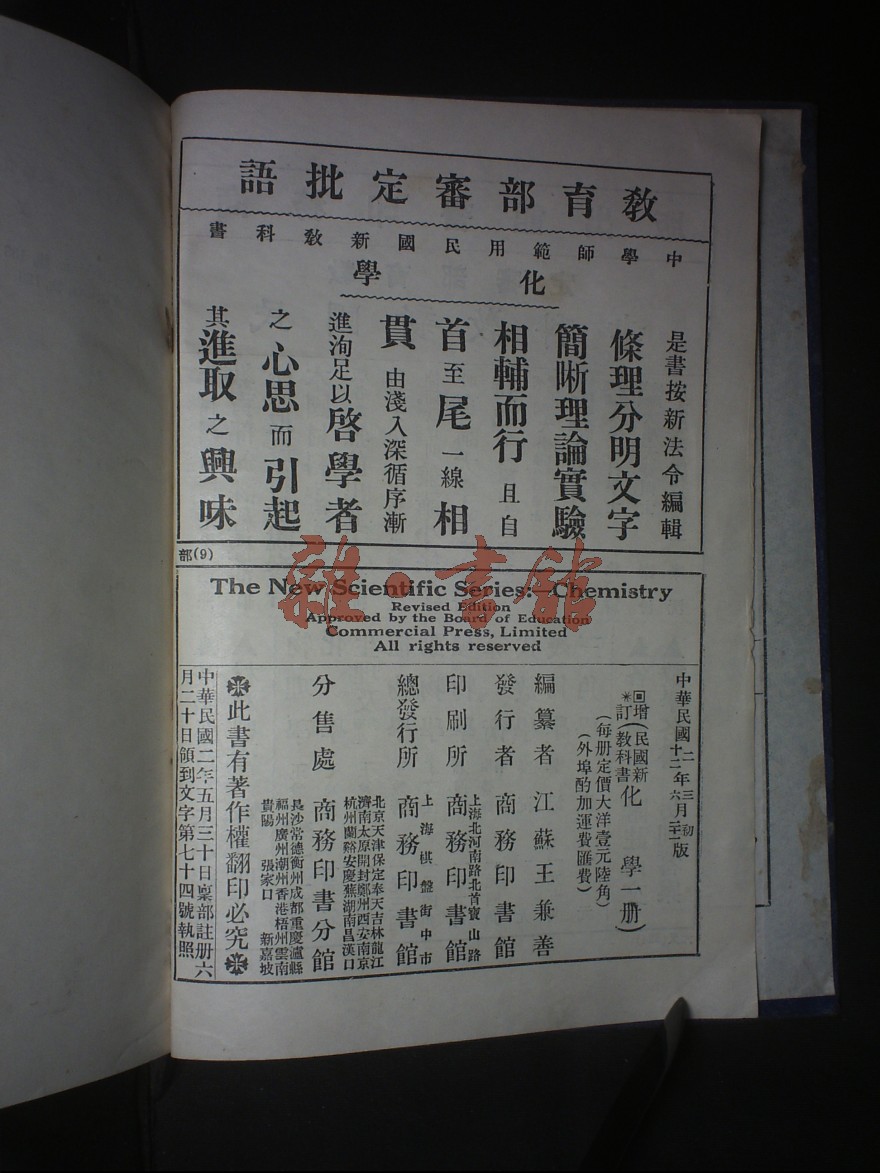 教育部審定批語
中學師範用民國新教科書
化學
是書按新法令編輯
條理分明文字
簡晰理論實驗
相輔而行且自
首至尾一線相
貫由淺入深循序漸
進洵足以啓學者
之心思而引起
其進取之興味
部(9)
The New Scientific Series:—Chemistry
Revised Edition
Approved by the Board of Education
Commercial Press, Limited
All rights reserved
中華民國二年三月初版
十二年六月二十一版
增訂(民國新教科書化學一册)
(每册定價大洋壹元陸角)
(外埠酌加運費匯費)
編纂者 江蘇王兼善
發行者 商務印書館
印刷所 上海北河南路北首寶山路 商務印書館
總發行所 上海棋盤街中市 商務印書館
分售處 商務印書分館
北京天津保定奉天吉林龍江
濟南太原開封鄭州西安南京
杭州蘭谿安慶蕪湖南昌漢口
長沙常德衡州成都重慶瀘縣
福州廣州潮州香港梧州雲南
貴陽 張家口 新嘉坡
此書有著作權翻印必究
中華民國二年五月三十日稟部註册六
月二十日領到文字第七十四號執照
雜·書館